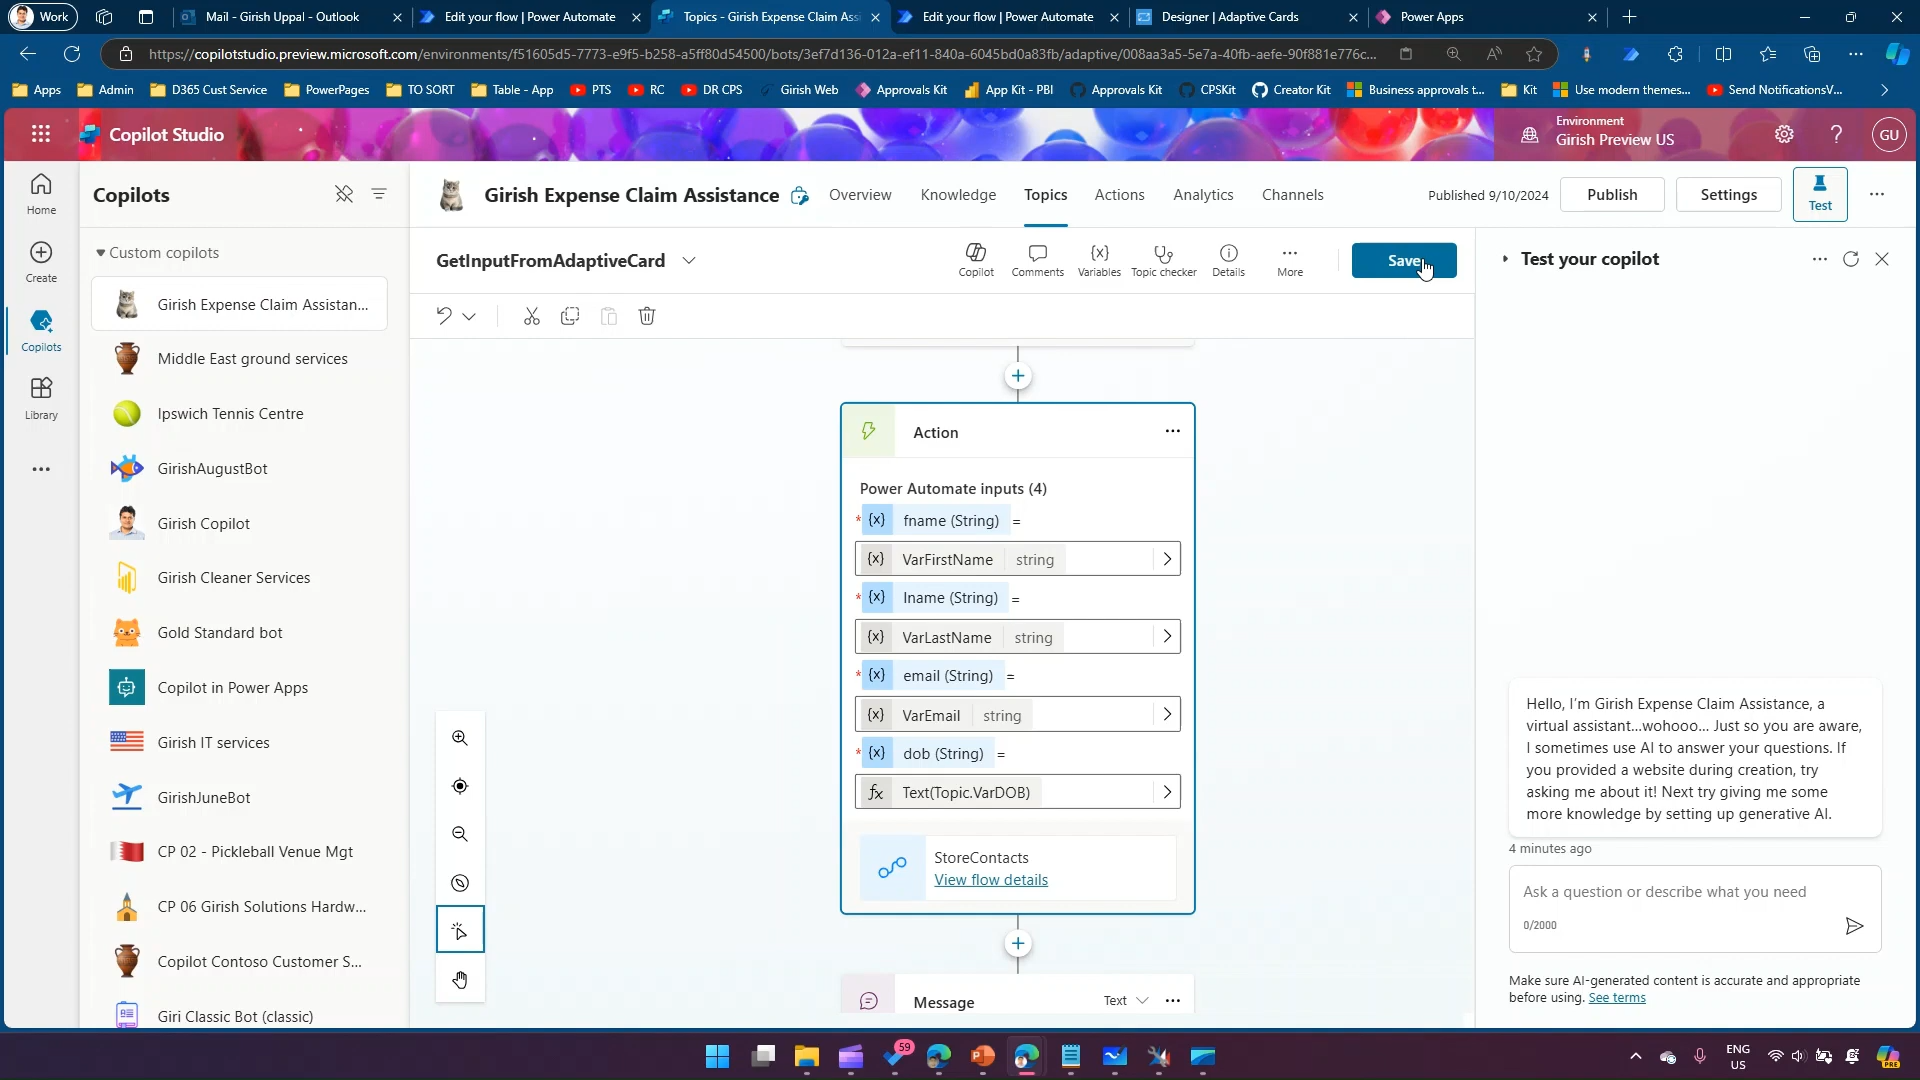 Work
Mail - Girish Uppal - Outlook
Edit your flow | Power Automate
Topics - Girish Expense Claim Assi
Edit your flow | Power Automate
Designer | Adaptive Cards
Power Apps
https://copilotstudio.preview.microsoft.com/environments/f51605d5-7773-e9f5-b258-a5ff80d54500/bots/3ef7d136-012a-ef11-840a-6045bd0a83fb/adaptive/008aa3a5-5e7a-40fb-aefe-90f881e776c...
Apps
Admin
D365 Cust Service
PowerPages
TO SORT
Table - App
PTS
RC
DR CPS
Girish Web
Approvals Kit
App Kit - PBI
Approvals Kit
CPSKit
Creator Kit
Business approvals t...
Kit
Use modern themes...
Send NotificationsV...
Copilot Studio
Environment
Girish Preview US
GU
Home
Create
Copilots
Library
Copilots
Custom copilots
Girish Expense Claim Assistan...
Middle East ground services
Ipswich Tennis Centre
GirishAugustBot
Girish Copilot
Girish Cleaner Services
Gold Standard bot
Copilot in Power Apps
Girish IT services
GirishJuneBot
CP 02 - Pickleball Venue Mgt
CP 06 Girish Solutions Hardw...
Copilot Contoso Customer S...
Giri Classic Bot (classic)
Girish Expense Claim Assistance
Overview
Knowledge
Topics
Actions
Analytics
Channels
Published 9/10/2024
Publish
Settings
Test
GetInputFromAdaptiveCard
Copilot
Comments
{x}
Variables
Topic checker
Details
More
Save
Action
Power Automate inputs (4)
* {x} fname (String) =
{x} VarFirstName string
* {x} lname (String) =
{x} VarLastName string
* {x} email (String) =
{x} VarEmail string
* {x} dob (String) =
fx Text(Topic.VarDOB)
StoreContacts
View flow details
Message
Text
Test your copilot
Hello, I'm Girish Expense Claim Assistance, a
virtual assistant...wohooo... Just so you are aware,
I sometimes use AI to answer your questions. If
you provided a website during creation, try
asking me about it! Next try giving me some
more knowledge by setting up generative AI.
4 minutes ago
Ask a question or describe what you need
0/2000
Make sure AI-generated content is accurate and appropriate
before using. See terms
59
ENG
US
PRE